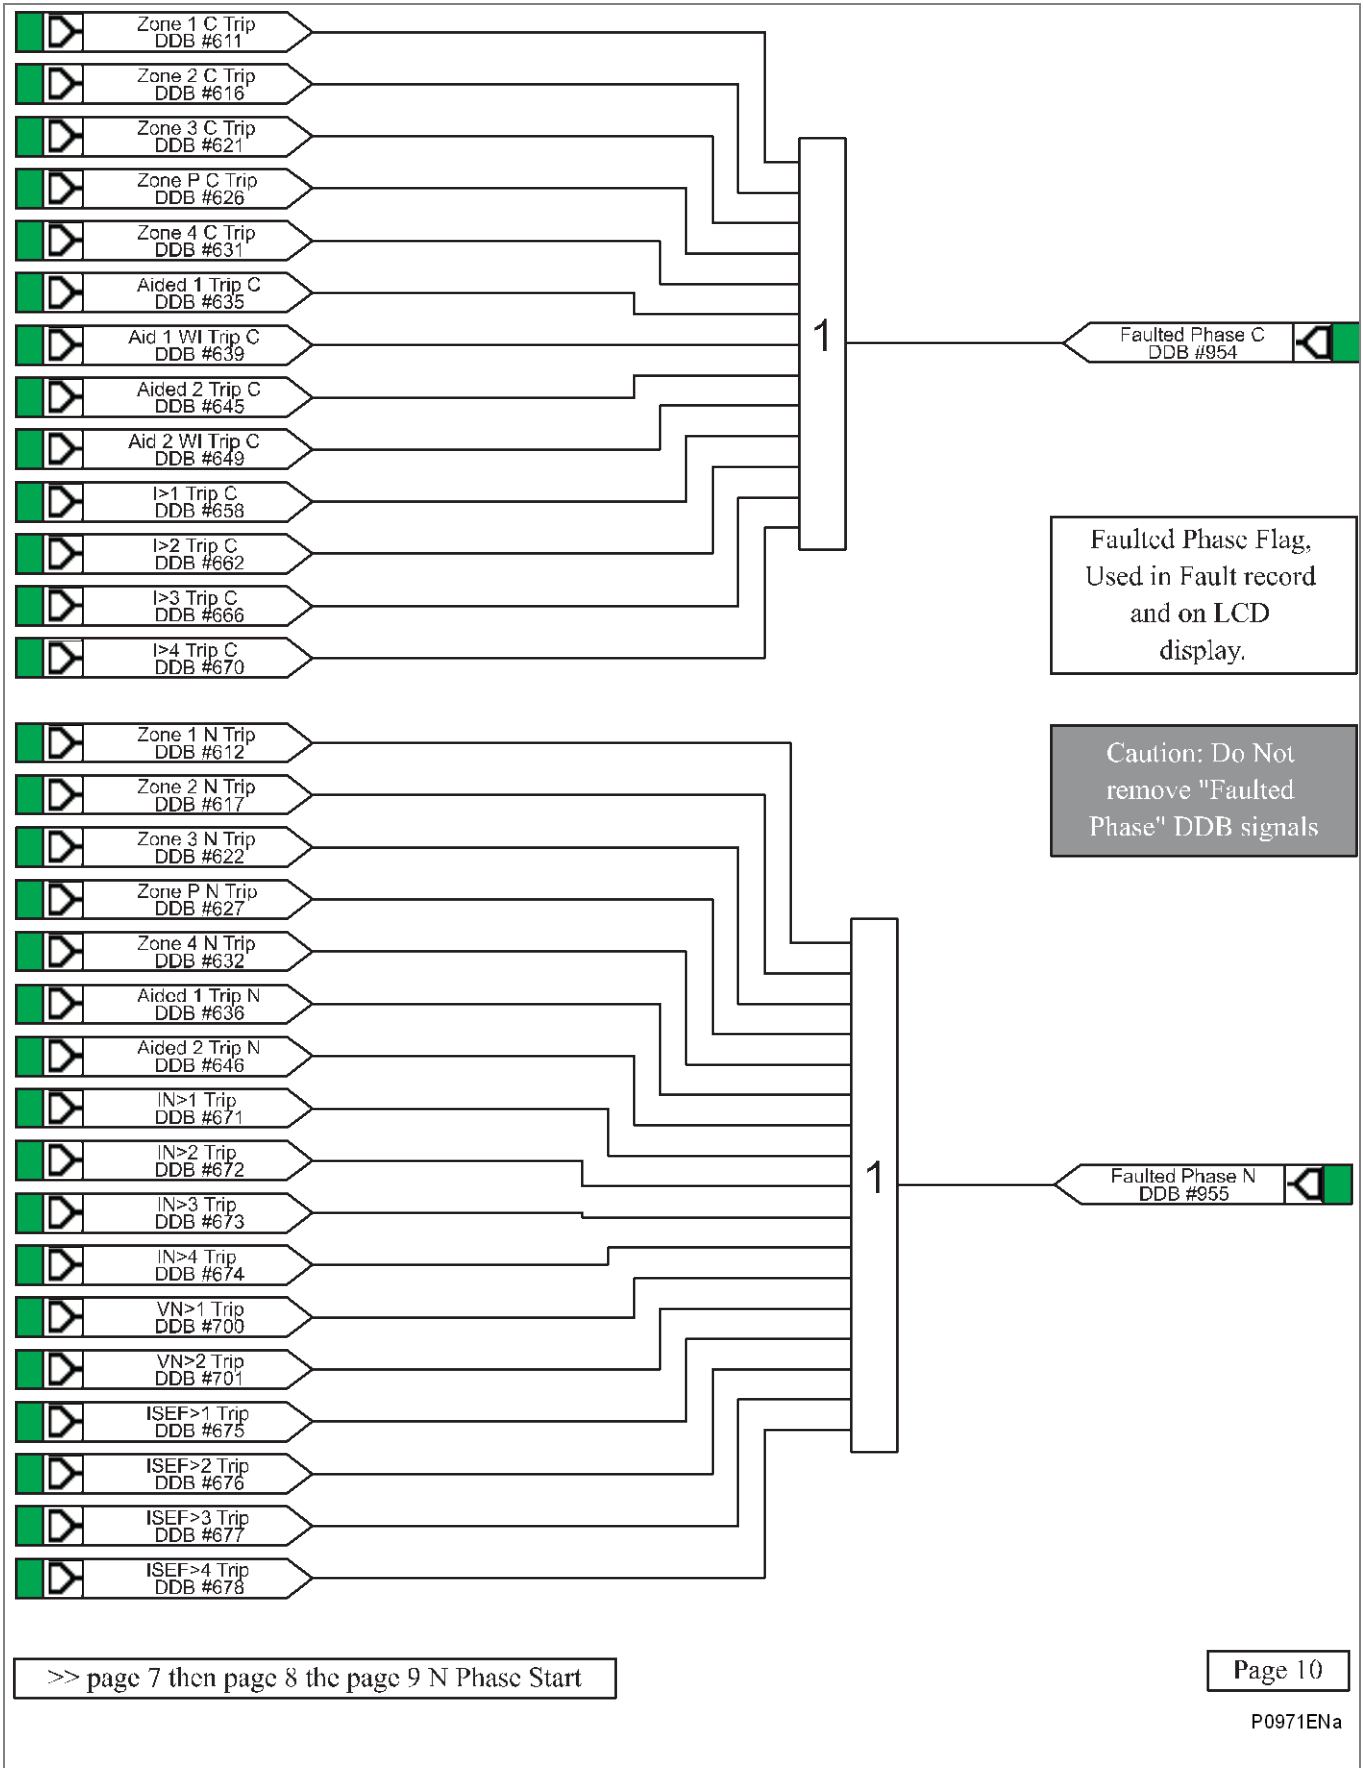 Zone 1 C Trip
DDB #611
Zone 2 C Trip
DDB #616
Zone 3 C Trip
DDB #621
Zone P C Trip
DDB #626
Zone 4 C Trip
DDB #631
Aided 1 Trip C
DDB #635
Aid 1 WI Trip C
DDB #639
Aided 2 Trip C
DDB #645
Aid 2 WI Trip C
DDB #649
I>1 Trip C
DDB #658
I>2 Trip C
DDB #662
I>3 Trip C
DDB #666
I>4 Trip C
DDB #670
1
Faulted Phase C
DDB #954
Faulted Phase Flag,
Used in Fault record
and on LCD
display.
Caution: Do Not
remove "Faulted
Phase" DDB signals
Zone 1 N Trip
DDB #612
Zone 2 N Trip
DDB #617
Zone 3 N Trip
DDB #622
Zone P N Trip
DDB #627
Zone 4 N Trip
DDB #632
Aided 1 Trip N
DDB #636
Aided 2 Trip N
DDB #646
IN>1 Trip
DDB #671
IN>2 Trip
DDB #672
IN>3 Trip
DDB #673
IN>4 Trip
DDB #674
VN>1 Trip
DDB #700
VN>2 Trip
DDB #701
ISEF>1 Trip
DDB #675
ISEF>2 Trip
DDB #676
ISEF>3 Trip
DDB #677
ISEF>4 Trip
DDB #678
1
Faulted Phase N
DDB #955
>> page 7 then page 8 the page 9 N Phase Start
Page 10
P0971ENa